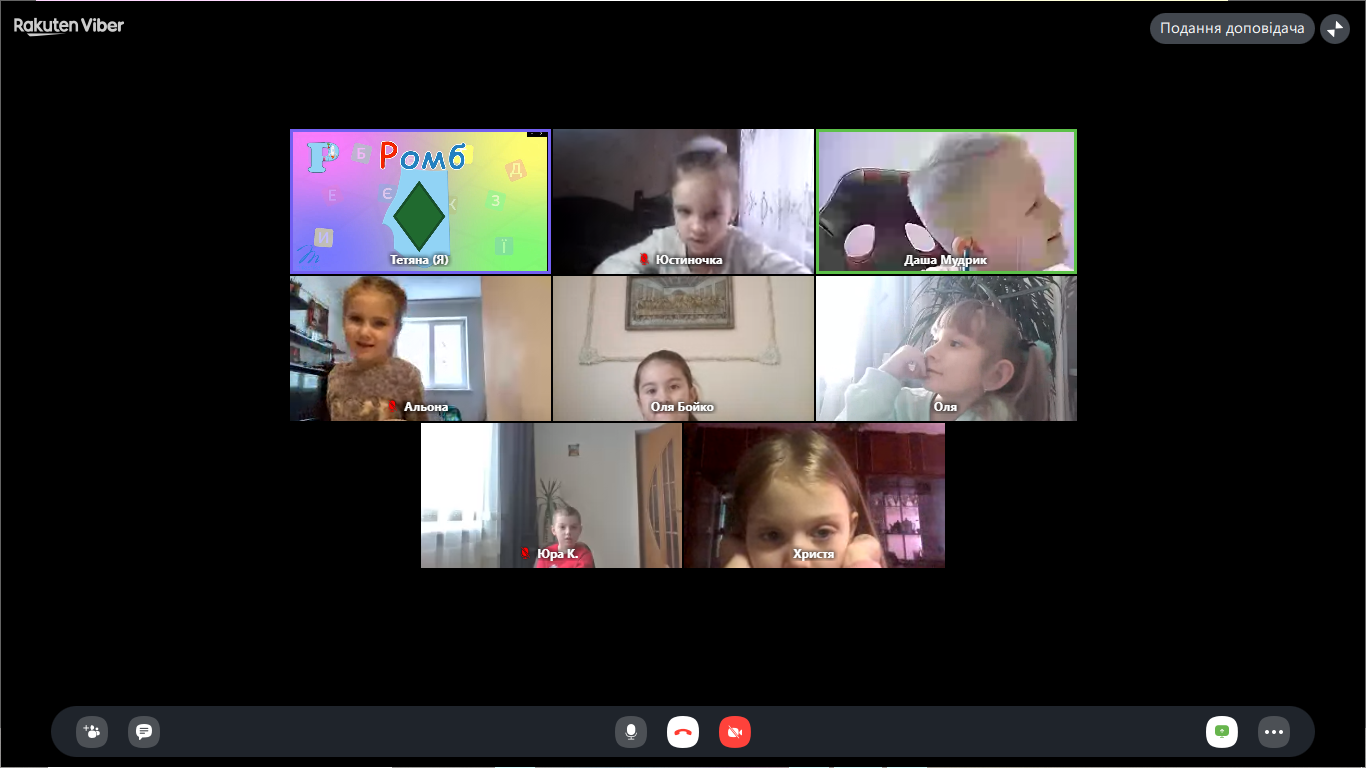 Rakuten Viber
Подання доповідача
Р Б Ромб Д
Е Є К З
И Ї
Тетяна (Я)
Юстиночка
Даша Мудрик
Альона
Оля Бойко
Оля
Юра К.
Христя